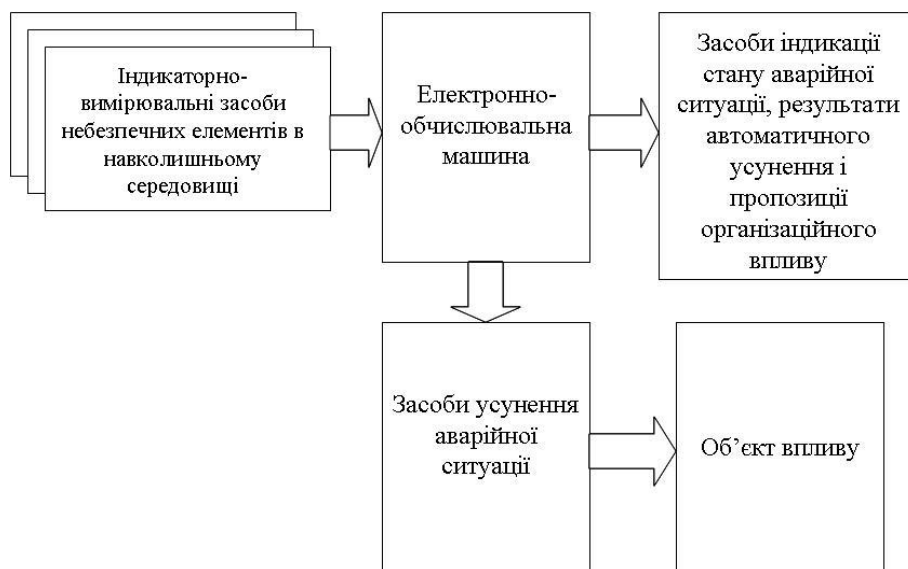 Індикаторно-
вимірювальні засоби
небезпечних елементів в
навколишньому
середовищі
Електронно-
обчислювальна
машина
Засоби індикації
стану аварійної
ситуації, результати
автоматичного
усунення і
пропозиції
організаційного
впливу
Засоби усунення
аварійної
ситуації
Об’єкт впливу